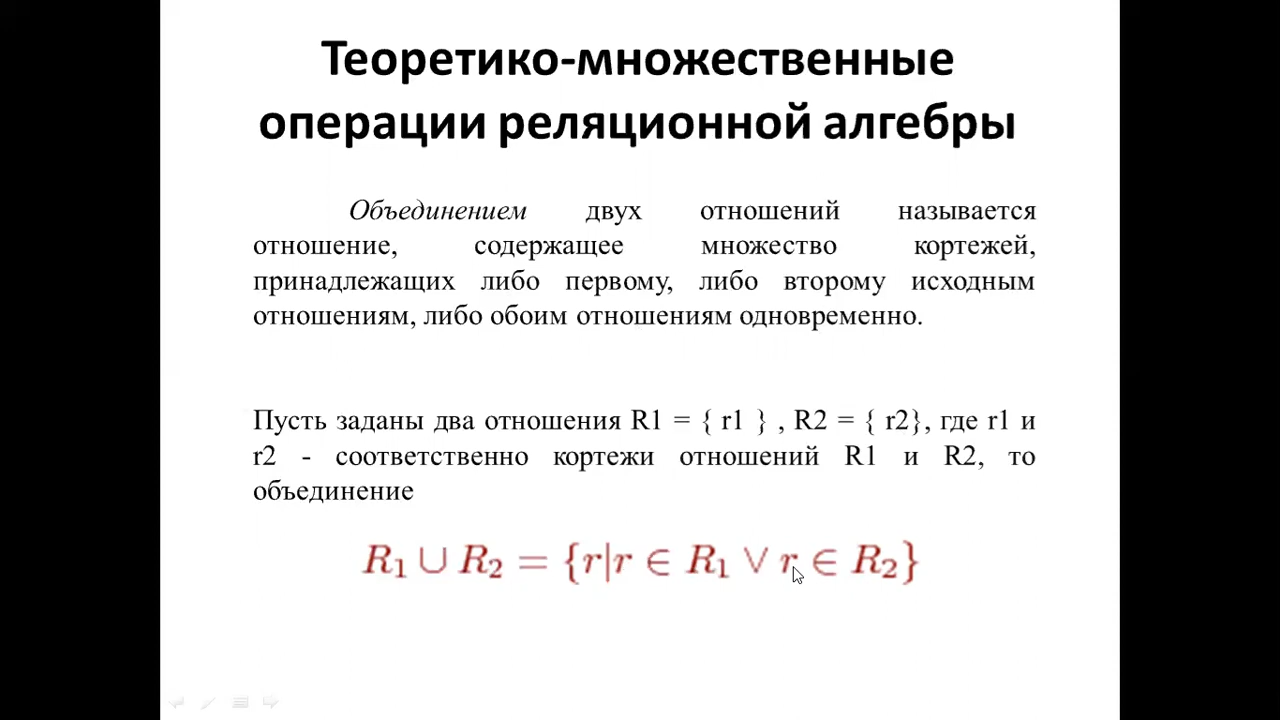 Теоретико-множественные
операции реляционной алгебры
Объединением двух отношений называется
отношение, содержащее множество кортежей,
принадлежащих либо первому, либо второму исходным
отношениям, либо обоим отношениям одновременно.
Пусть заданы два отношения R1 = { r1 } , R2 = { r2}, где r1 и
r2 - соответственно кортежи отношений R1 и R2, то
объединение
R₁ ∪ R₂ = {r|r ∈ R₁ ∨ r ∈ R₂}